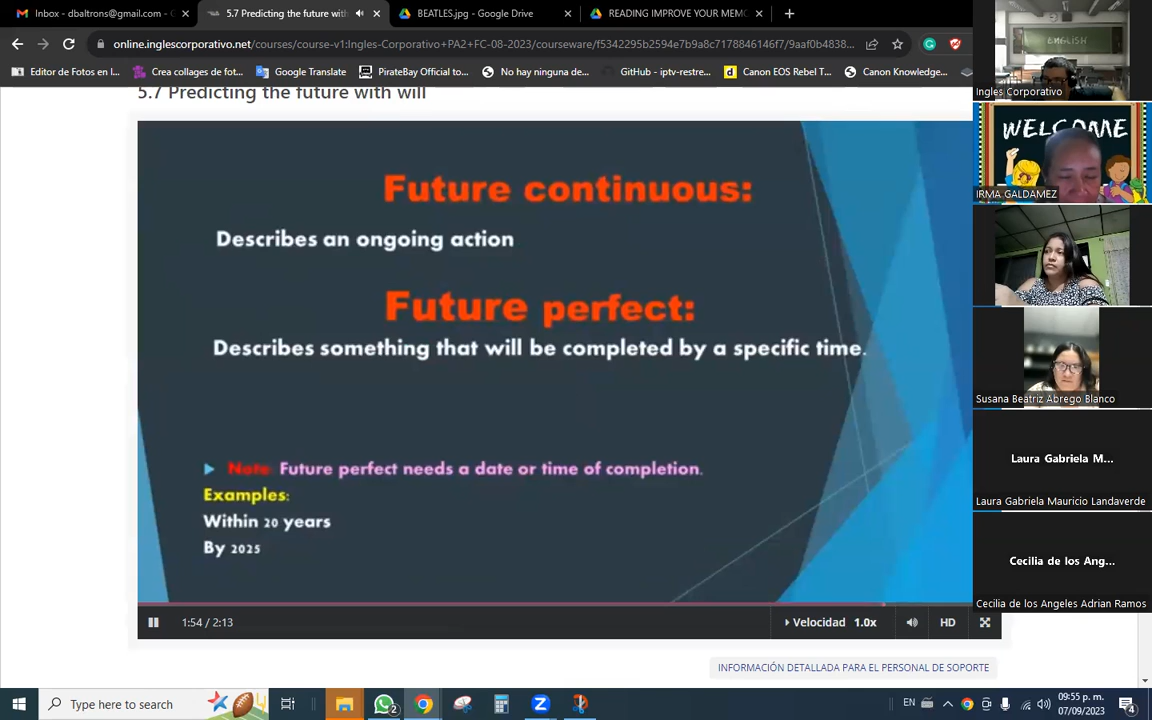 Inbox - dbaltrons@gmail.com -
5.7 Predicting the future with
BEATLES.jpg - Google Drive
READING IMPROVE YOUR MEM
online.inglescorporativo.net/courses/course-v1:Ingles-Corporativo+PA2+FC-08-2023/courseware/f5342295b2594e7b9a8c7178846146f7/9aaf0b4838...
Editor de Fotos en l...
Crea collages de fot...
Google Translate
PirateBay Official to...
No hay ninguna de...
GitHub - iptv-restre...
Canon EOS Rebel T...
Canon Knowledge...
5.7 Predicting the future with will
Future continuous:
Describes an ongoing action
Future perfect:
Describes something that will be completed by a specific time.
Note: Future perfect needs a date or time of completion.
Examples:
Within 20 years
By 2025
1:54 / 2:13
Velocidad 1.0x
HD
INFORMACIÓN DETALLADA PARA EL PERSONAL DE SOPORTE
ENGLISH
Ingles Corporativo
WELCOME
IRMA GALDAMEZ
Susana Beatriz Abrego Blanco
Laura Gabriela M...
Laura Gabriela Mauricio Landaverde
Cecilia de los Ang...
Cecilia de los Angeles Adrian Ramos
Type here to search
2
EN
09:55 p. m.
07/09/2023
4